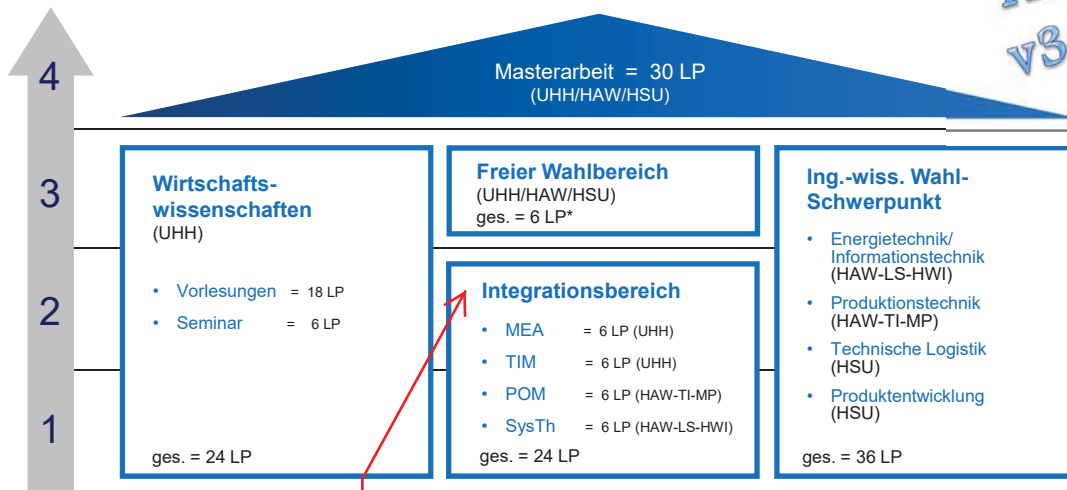 4
Masterarbeit = 30 LP
(UHH/HAW/HSU)
3
2
1
Wirtschafts-
wissenschaften
(UHH)
• Vorlesungen = 18 LP
• Seminar = 6 LP
ges. = 24 LP
Freier Wahlbereich
(UHH/HAW/HSU)
ges. = 6 LP*
Integrationsbereich
• MEA = 6 LP (UHH)
• TIM = 6 LP (UHH)
• POM = 6 LP (HAW-TI-MP)
• SysTh = 6 LP (HAW-LS-HWI)
ges. = 24 LP
Ing.-wiss. Wahl-
Schwerpunkt
• Energietechnik/
Informationstechnik
(HAW-LS-HWI)
• Produktionstechnik
(HAW-TI-MP)
• Technische Logistik
(HSU)
• Produktentwicklung
(HSU)
ges. = 36 LP
v3